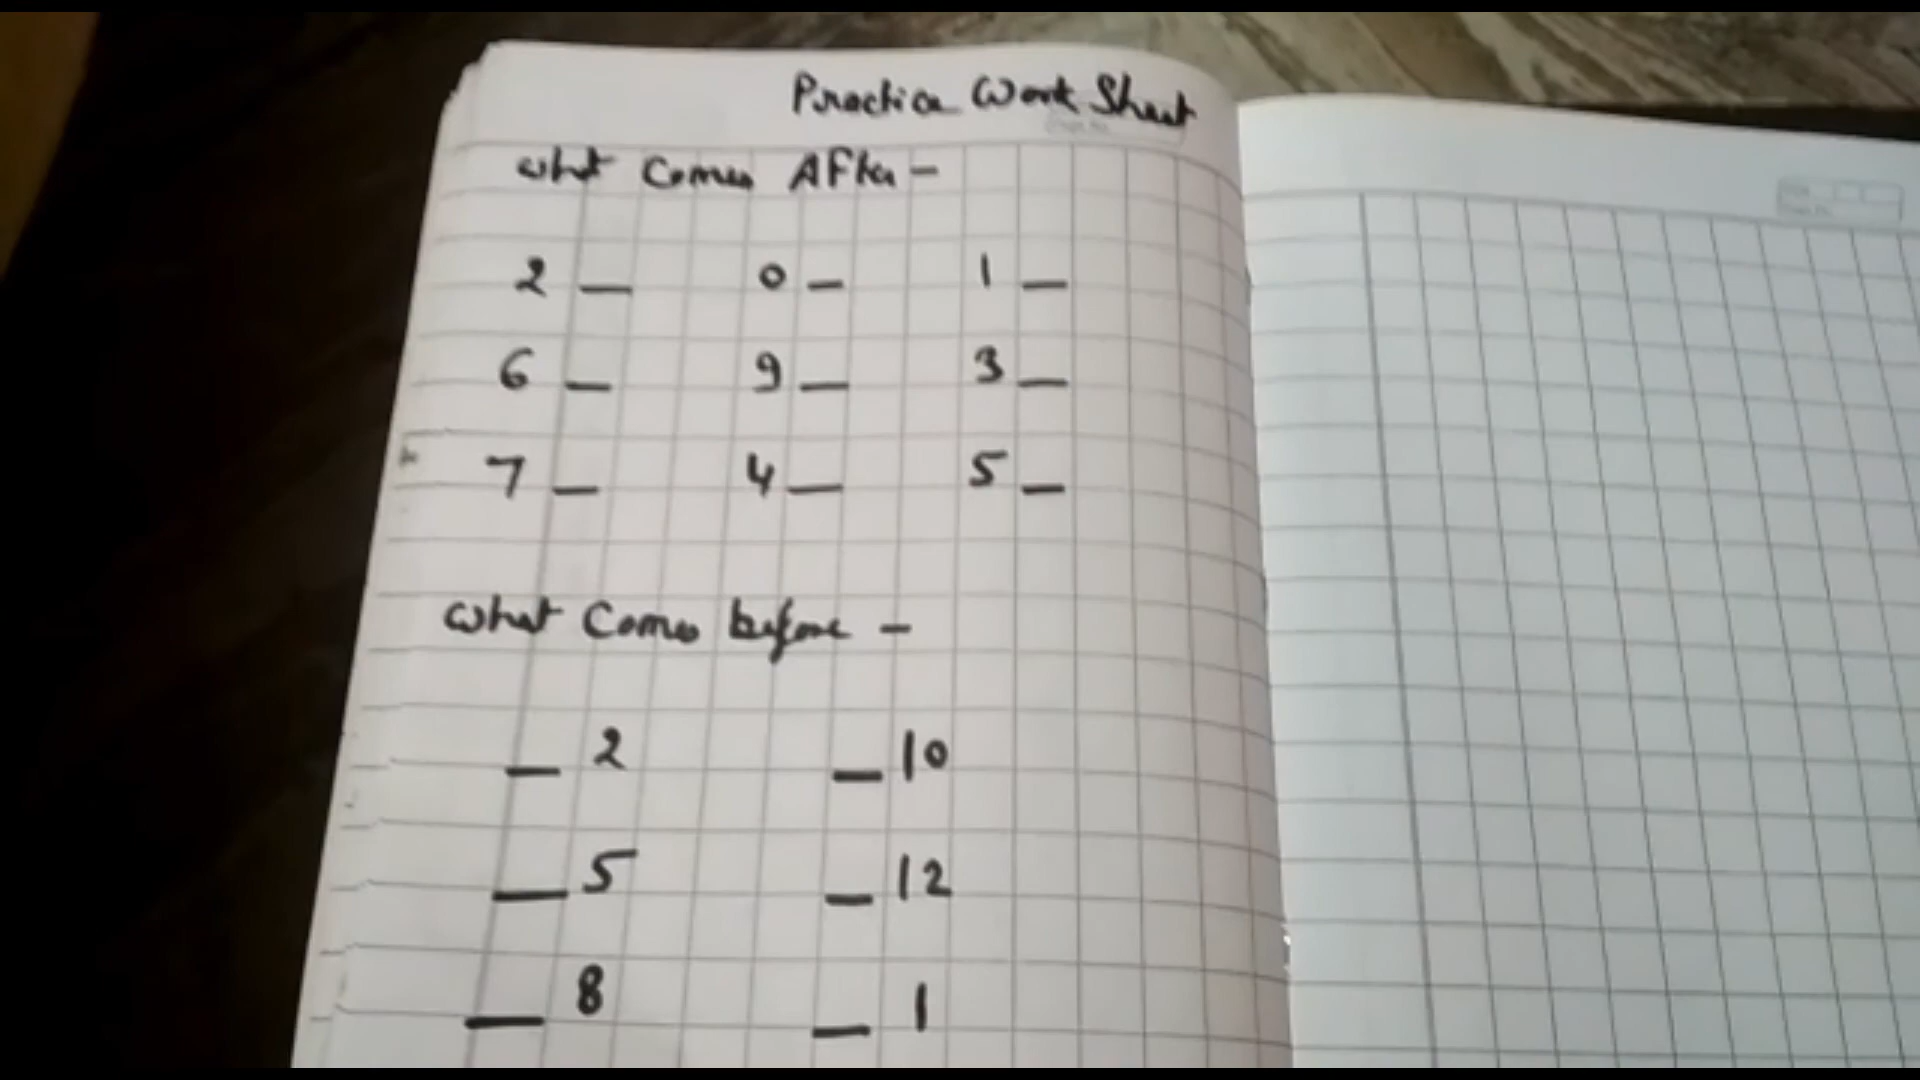 Practice Work Sheet
what Comes After -
2 _ 0 _ 1 _
6 _ 9 _ 3 _
7 _ 4 _ 5 _
what Comes before -
_ 2 _ 10
_ 5 _ 12
_ 8 _ 1